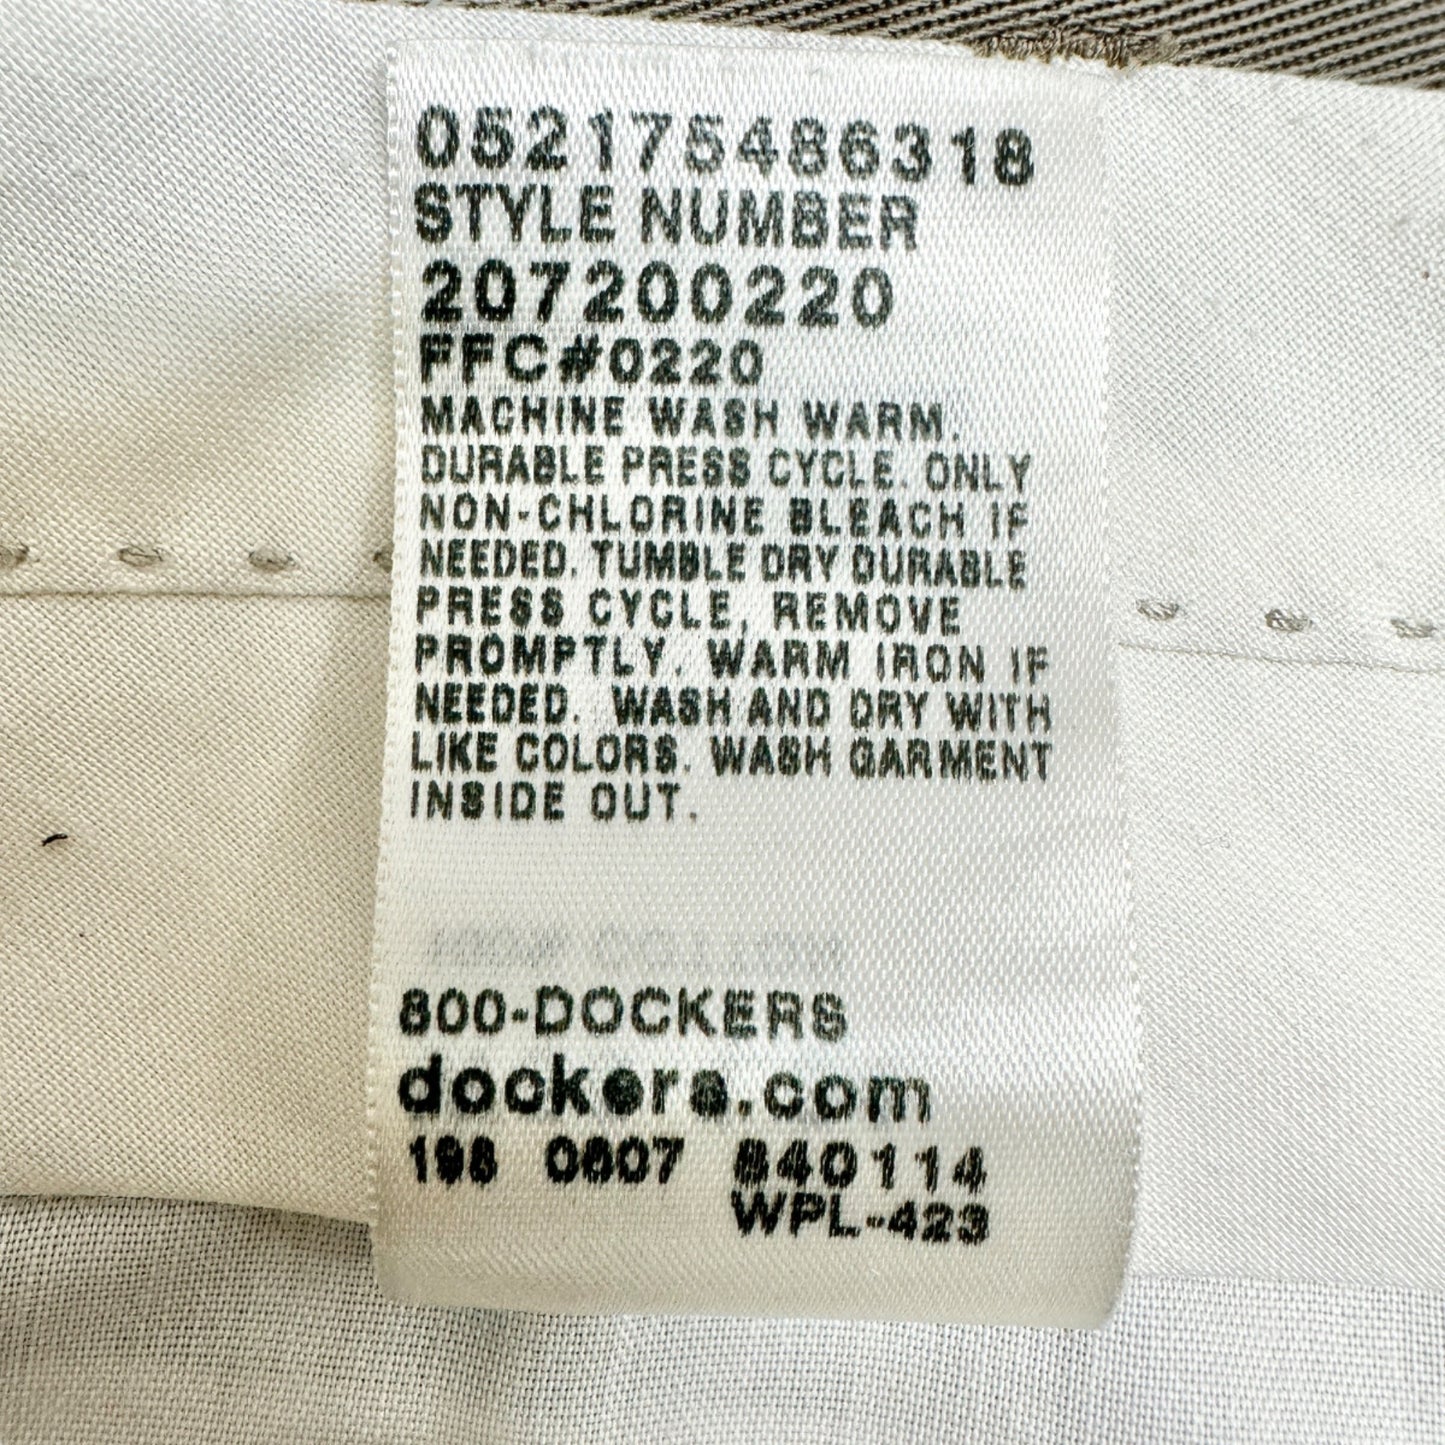 052175486318
STYLE NUMBER
207200220
FFC#0220
MACHINE WASH WARM.
DURABLE PRESS CYCLE. ONLY
NON-CHLORINE BLEACH IF
NEEDED. TUMBLE DRY DURABLE
PRESS CYCLE, REMOVE
PROMPTLY. WARM IRON IF
NEEDED. WASH AND DRY WITH
LIKE COLORS. WASH GARMENT
INSIDE OUT.
800-DOCKERS
dockers.com
198 0607 840114
WPL-423